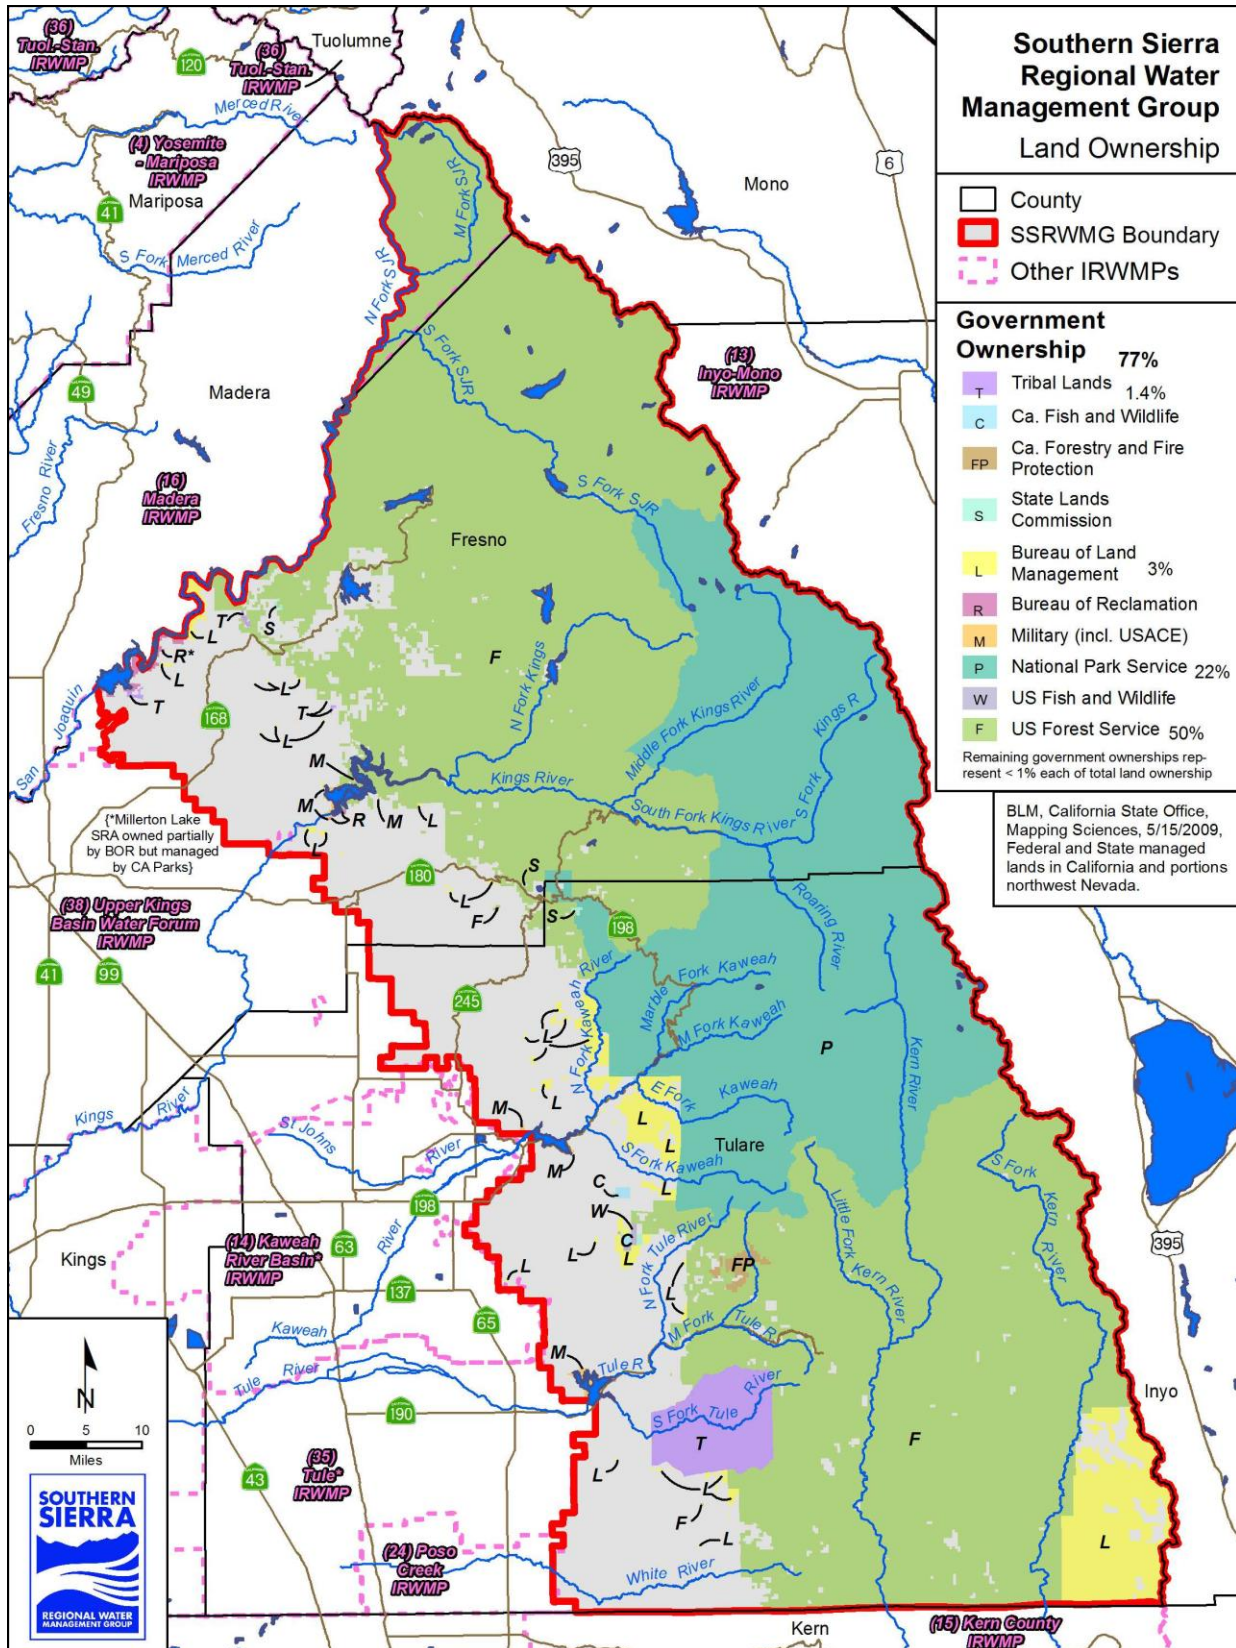 Southern Sierra
Regional Water
Management Group
Land Ownership
County
SSRWMG Boundary
Other IRWMPs
Government
Ownership 77%
T Tribal Lands 1.4%
C Ca. Fish and Wildlife
FP Ca. Forestry and Fire
Protection
S State Lands
Commission
L Bureau of Land
Management 3%
R Bureau of Reclamation
M Military (incl. USACE)
P National Park Service 22%
W US Fish and Wildlife
F US Forest Service 50%
Remaining government ownerships rep-
resent < 1% each of total land ownership
BLM, California State Office,
Mapping Sciences, 5/15/2009,
Federal and State managed
lands in California and portions
northwest Nevada.
(36)
Tuol.-Stan.
IRWMP
120
(36)
Tuol.-Stan.
IRWMP
Tuolumne
Merced River
(4) Yosemite
- Mariposa
IRWMP
Mariposa
41
S Fork Merced River
395
6
Mono
M Fork SJR
N Fork SJR
S Fork SJR
49
Madera
Fresno River
(16)
Madera
IRWMP
(13)
Inyo-Mono
IRWMP
S Fork SJR
Fresno
T
S
L
R*
L
T
F
L
T
L
168
San Joaquin
N Fork Kings
Middle Fork Kings River
Kings R
S Fork
M
M
R
M
L
L
Kings River
South Fork Kings River
{*Millerton Lake
SRA owned partially
by BOR but managed
by CA Parks}
180
S
L
F
S
198
Roaring River
(38) Upper Kings
Basin Water Forum
IRWMP
41
99
245
N Fork Kaweah River
Marble Fork Kaweah
M Fork Kaweah
L
P
Kern River
L
E Fork Kaweah
Kings River
St Johns River
M
M
L
L
L
S Fork Kaweah
Tulare
S Fork Kern River
C
W
C
L
L
L
N Fork Tule River
FP
L
Little Fork Kern River
198
River
(14) Kaweah
River Basin*
IRWMP
63
137
65
Kings
Kaweah
Tule River
M
Tule R
M Fork Tule R
395
Inyo
N
0 5 10
Miles
190
S Fork Tule River
T
F
(35)
Tule*
IRWMP
43
L
L
F
L
L
SOUTHERN
SIERRA
REGIONAL WATER
MANAGEMENT GROUP
(24) Poso
Creek
IRWMP
White River
Kern
(15) Kern County
IRWMP